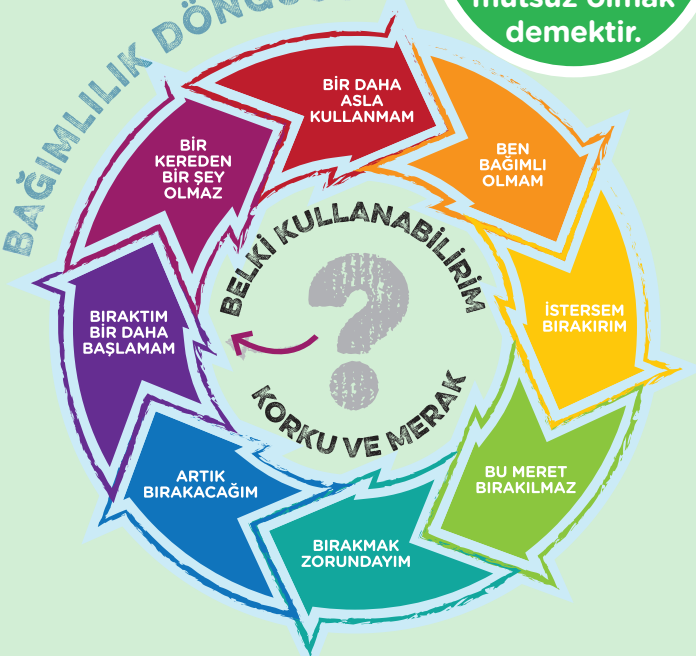 mutsuz olmak
demektir.
BAĞIMLILIK
BİR DAHA
ASLA
KULLANMAM
BEN
BAĞIMLI
OLMAM
İSTERSEM
BIRAKIRIM
BU MERET
BIRAKILMAZ
BIRAKMAK
ZORUNDAYIM
ARTIK
BIRAKACAĞIM
BIRAKTIM
BİR DAHA
BAŞLAMAM
BİR
KEREDEN
BİR ŞEY
OLMAZ
BELKİ KULLANABİLİRİM
?
KORKU VE MERAK